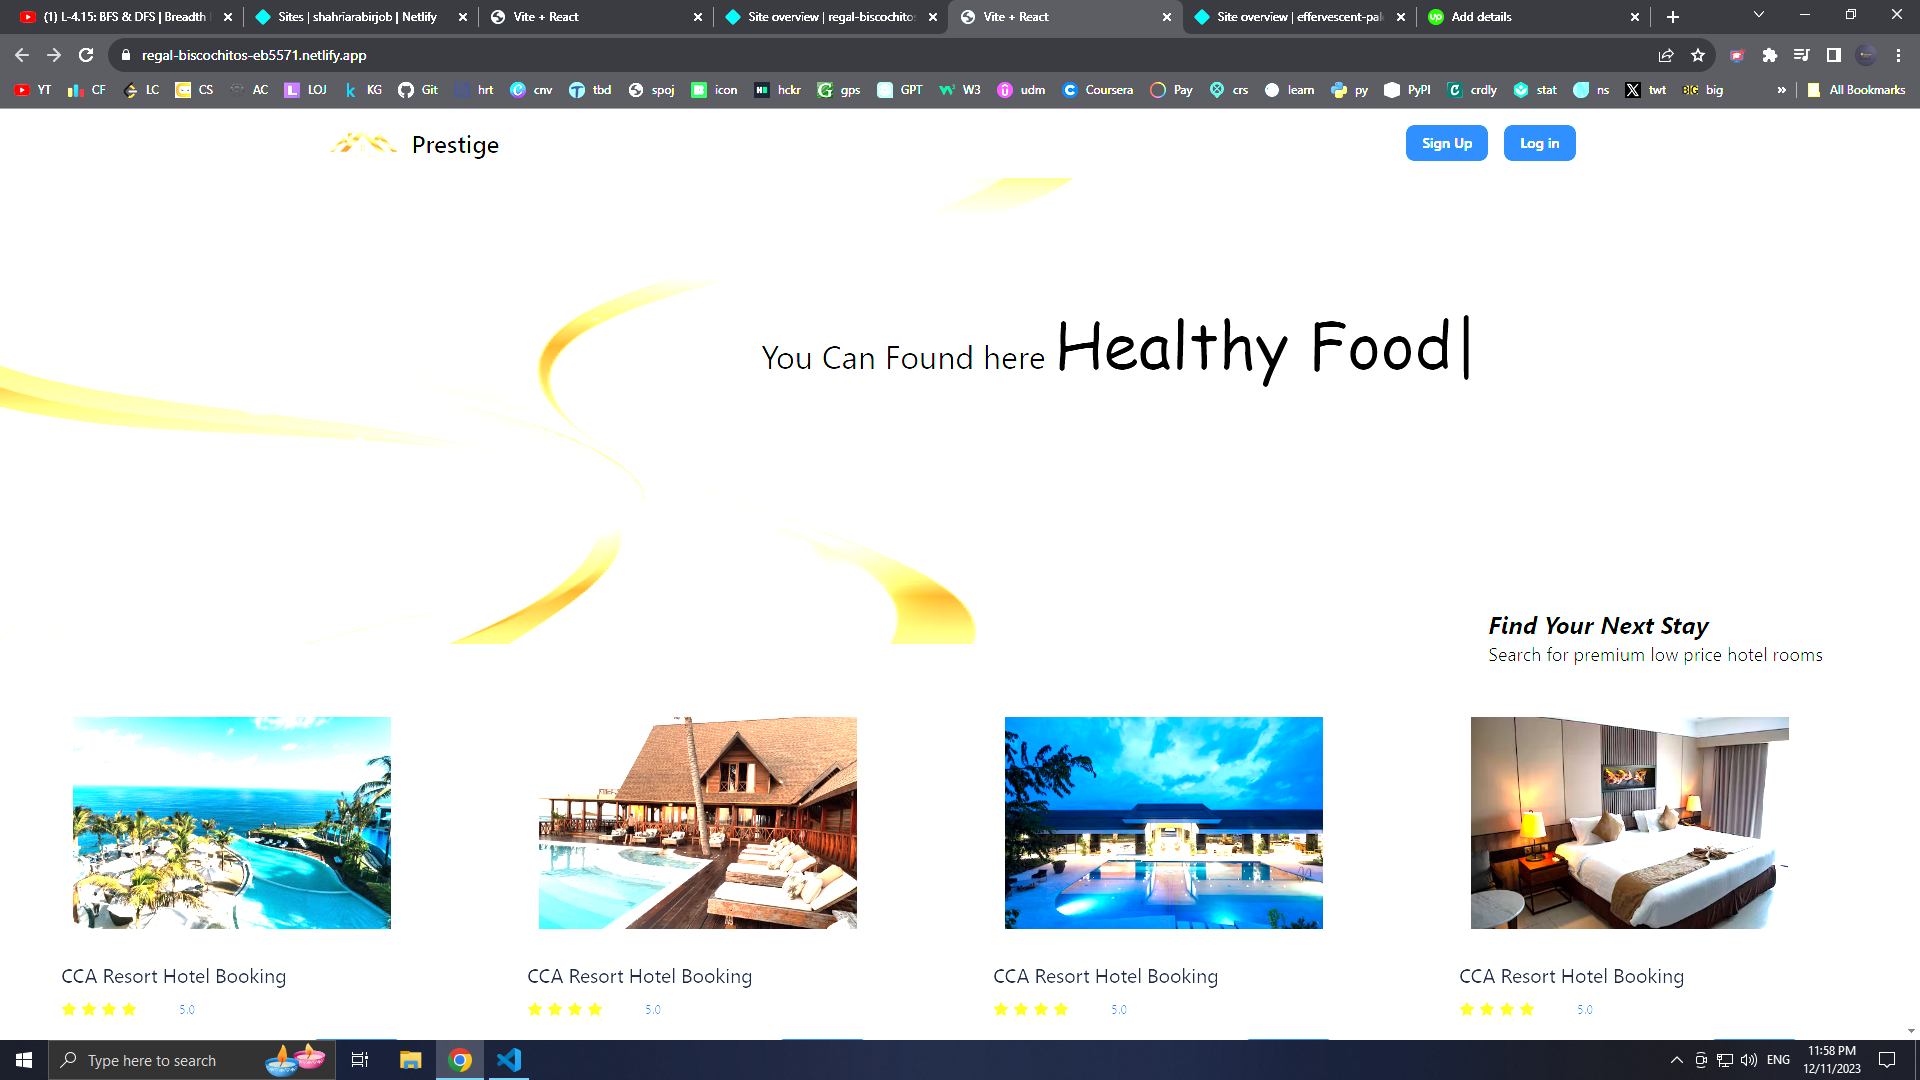 (1) L-4.15: BFS & DFS | Breadth
Sites | shahriarabirjob | Netlify
Vite + React
Site overview | regal-biscochitos
Vite + React
Site overview | effervescent-pal
Add details
regal-biscochitos-eb5571.netlify.app
YT
CF
LC
CS
AC
LOJ
KG
Git
hrt
cnv
tbd
spoj
icon
hckr
gps
GPT
W3
udm
Coursera
Pay
crs
learn
py
PyPI
crdly
stat
ns
twt
big
»
All Bookmarks
Prestige
Sign Up
Log in
You Can Found here Healthy Food|
Find Your Next Stay
Search for premium low price hotel rooms
CCA Resort Hotel Booking
5.0
CCA Resort Hotel Booking
5.0
CCA Resort Hotel Booking
5.0
CCA Resort Hotel Booking
5.0
Type here to search
ENG
11:58 PM
12/11/2023